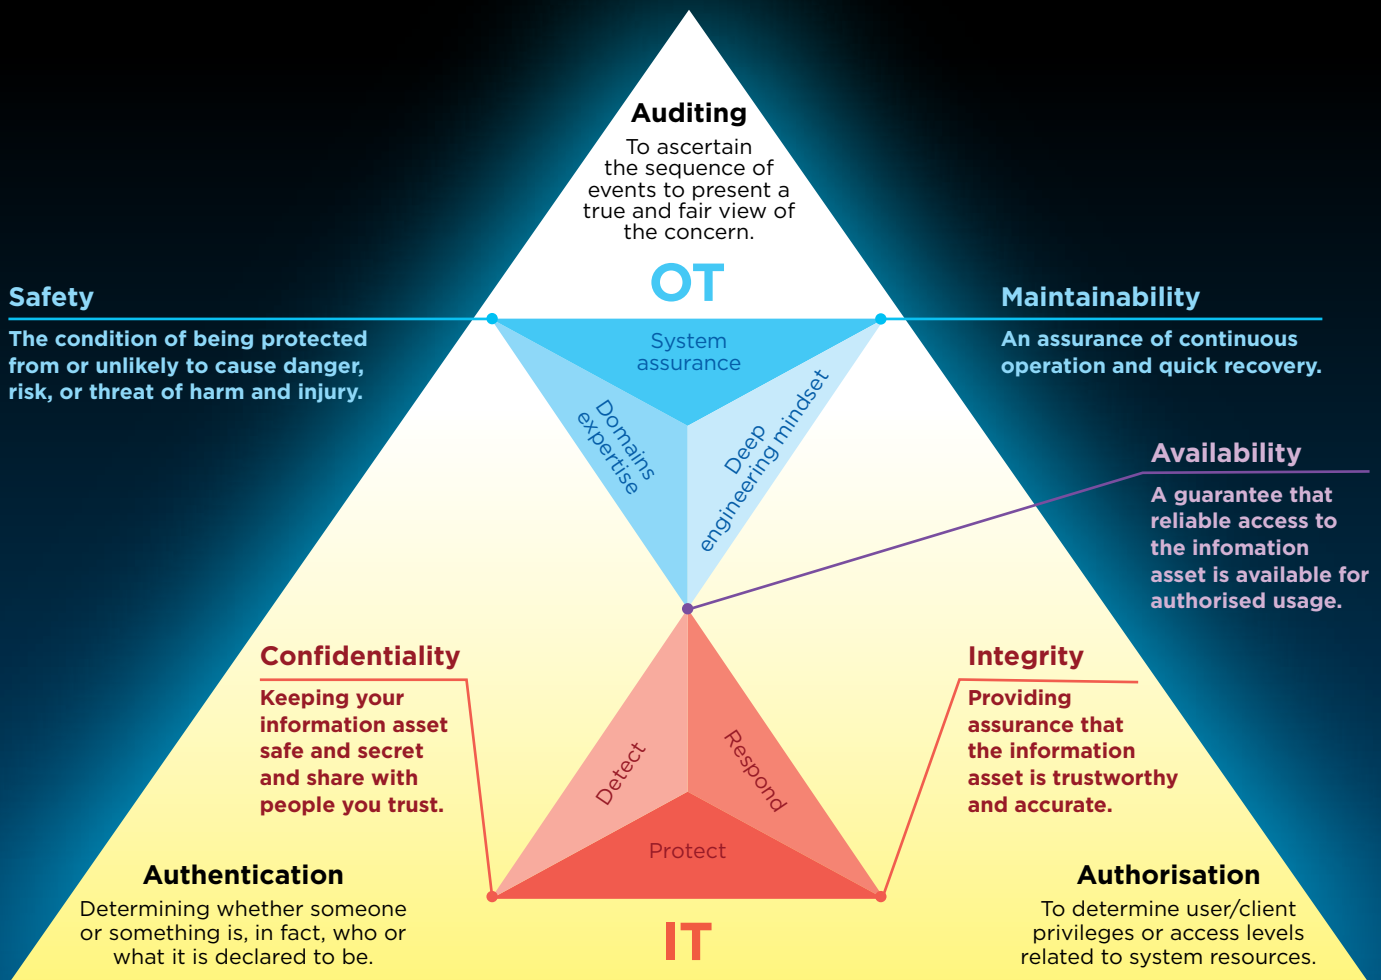 Auditing
To ascertain
the sequence of
events to present a
true and fair view of
the concern.
OT
Safety
The condition of being protected
from or unlikely to cause danger,
risk, or threat of harm and injury.
Maintainability
An assurance of continuous
operation and quick recovery.
System
assurance
Domains
expertise
Deep
engineering mindset
Availability
A guarantee that
reliable access to
the infomation
asset is available for
authorised usage.
Confidentiality
Keeping your
information asset
safe and secret
and share with
people you trust.
Integrity
Providing
assurance that
the information
asset is trustworthy
and accurate.
Detect
Respond
Protect
IT
Authentication
Determining whether someone
or something is, in fact, who or
what it is declared to be.
Authorisation
To determine user/client
privileges or access levels
related to system resources.